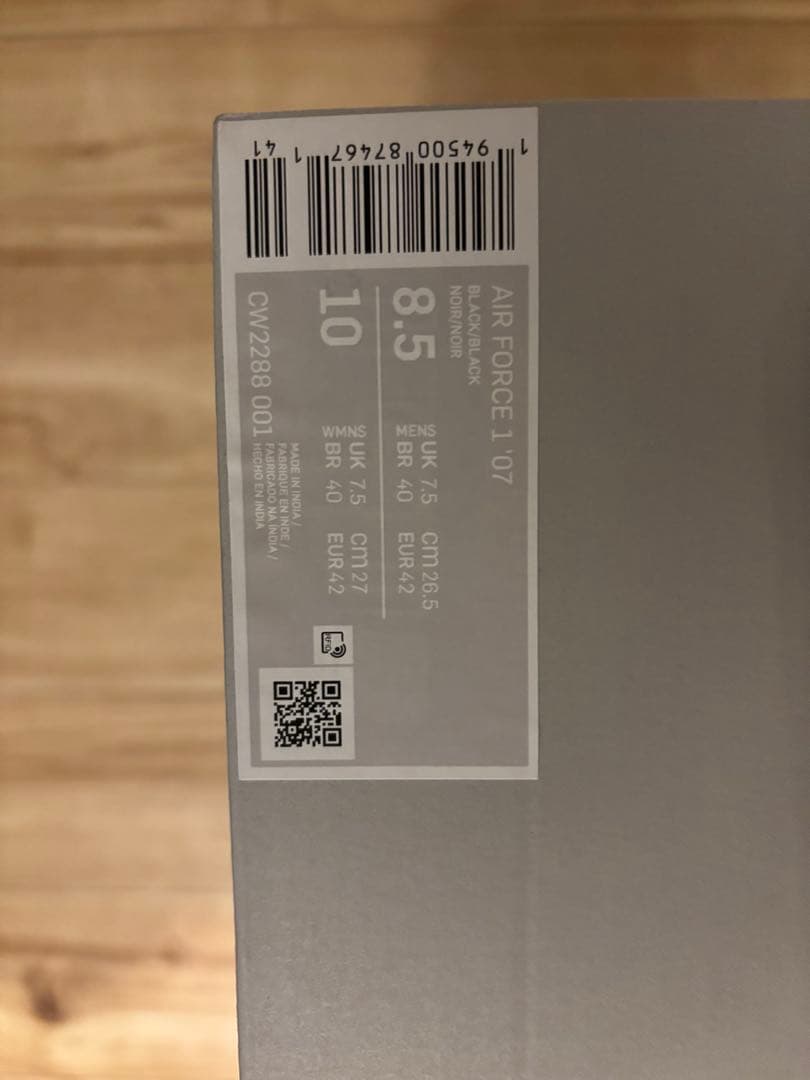 AIR FORCE 1 '07
BLACK/BLACK
NOIR/NOIR
8.5
MENS UK 7.5 cm 26.5
BR 40 EUR 42
10
WMNS UK 7.5 cm 27
BR 40 EUR 42
CW2288 001
MADE IN INDIA /
FABRIQUE EN INDE /
FABRICADO NA ÍNDIA /
HECHO EN INDIA
RFID
1 94500 87467 1 41